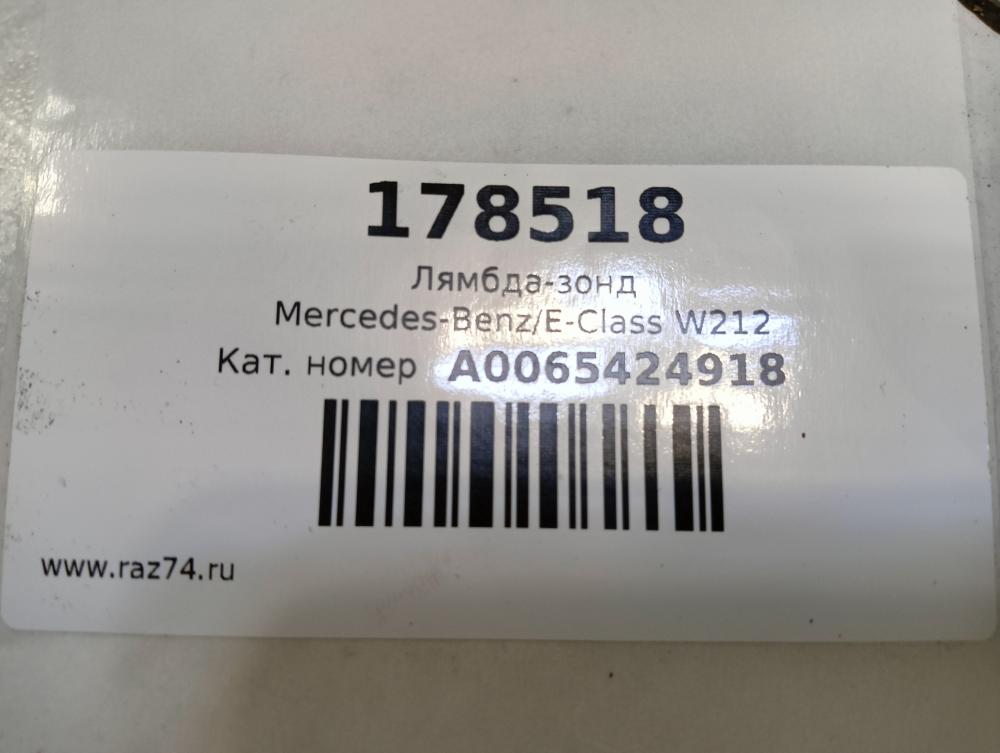 178518
Лямбда-зонд
Mercedes-Benz/E-Class W212
Кат. номер A0065424918
www.raz74.ru